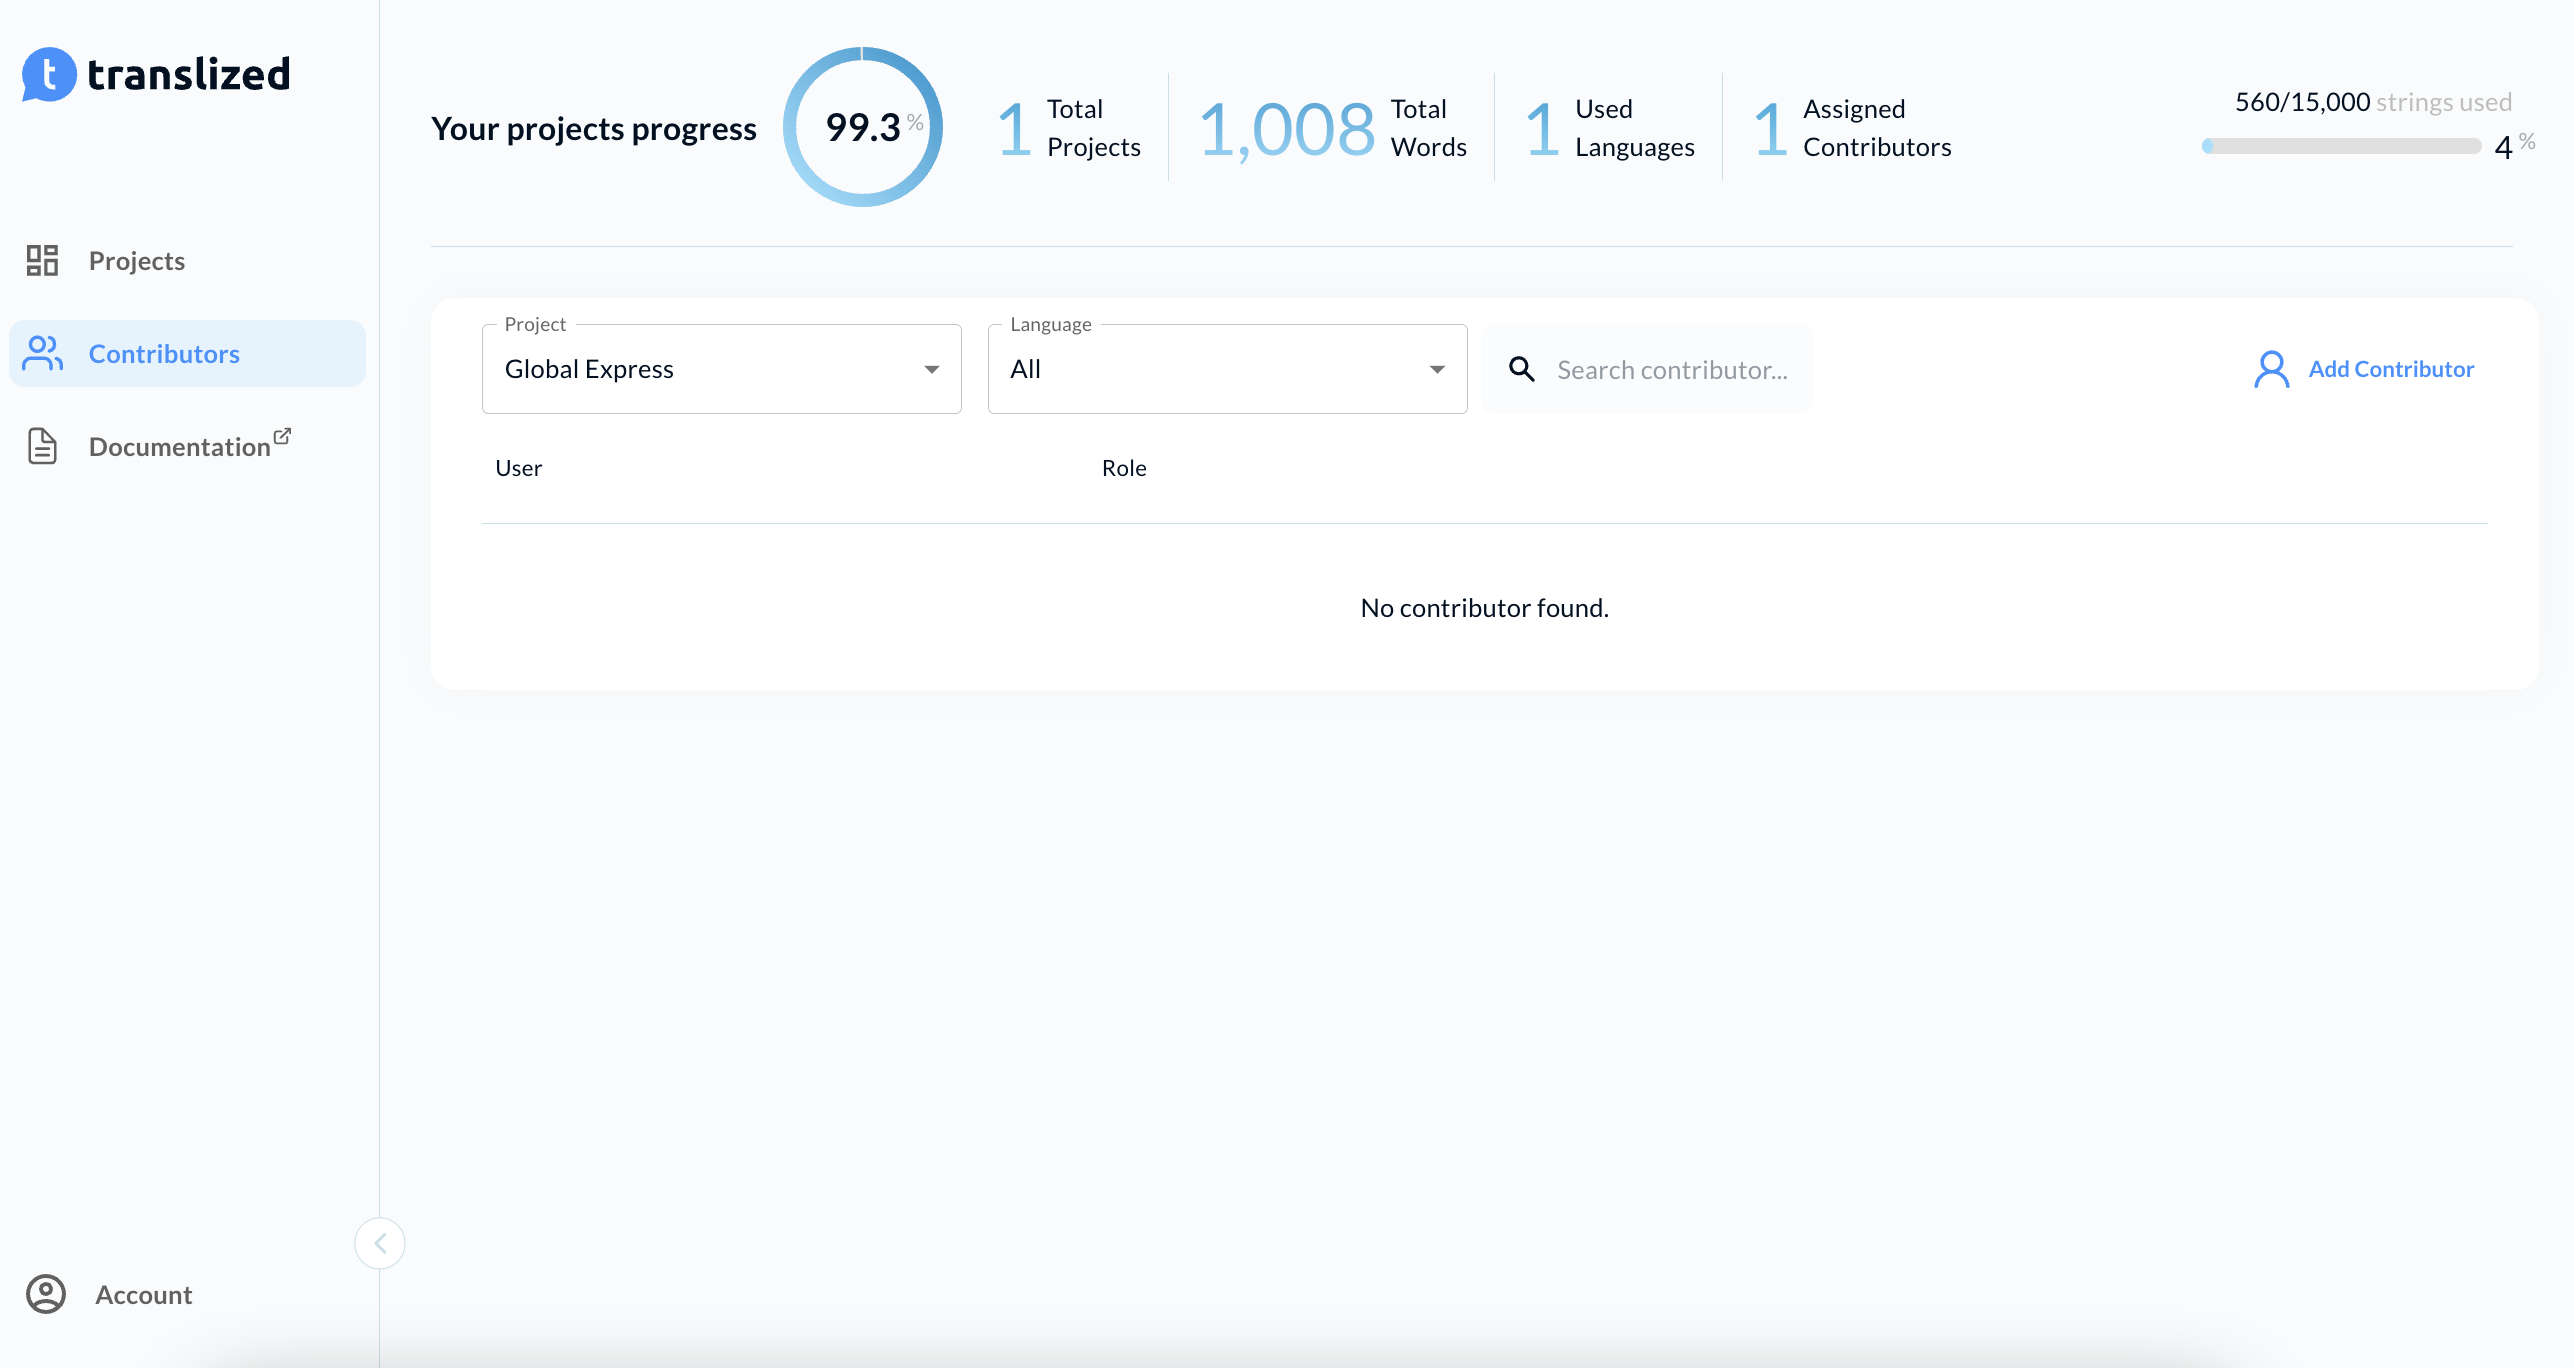 translized
Projects
Contributors
Documentation
Account
Your projects progress
99.3 %
1 Total Projects
1,008 Total Words
1 Used Languages
1 Assigned Contributors
560/15,000 strings used
4 %
Project
Global Express
Language
All
Search contributor...
Add Contributor
User Role
No contributor found.